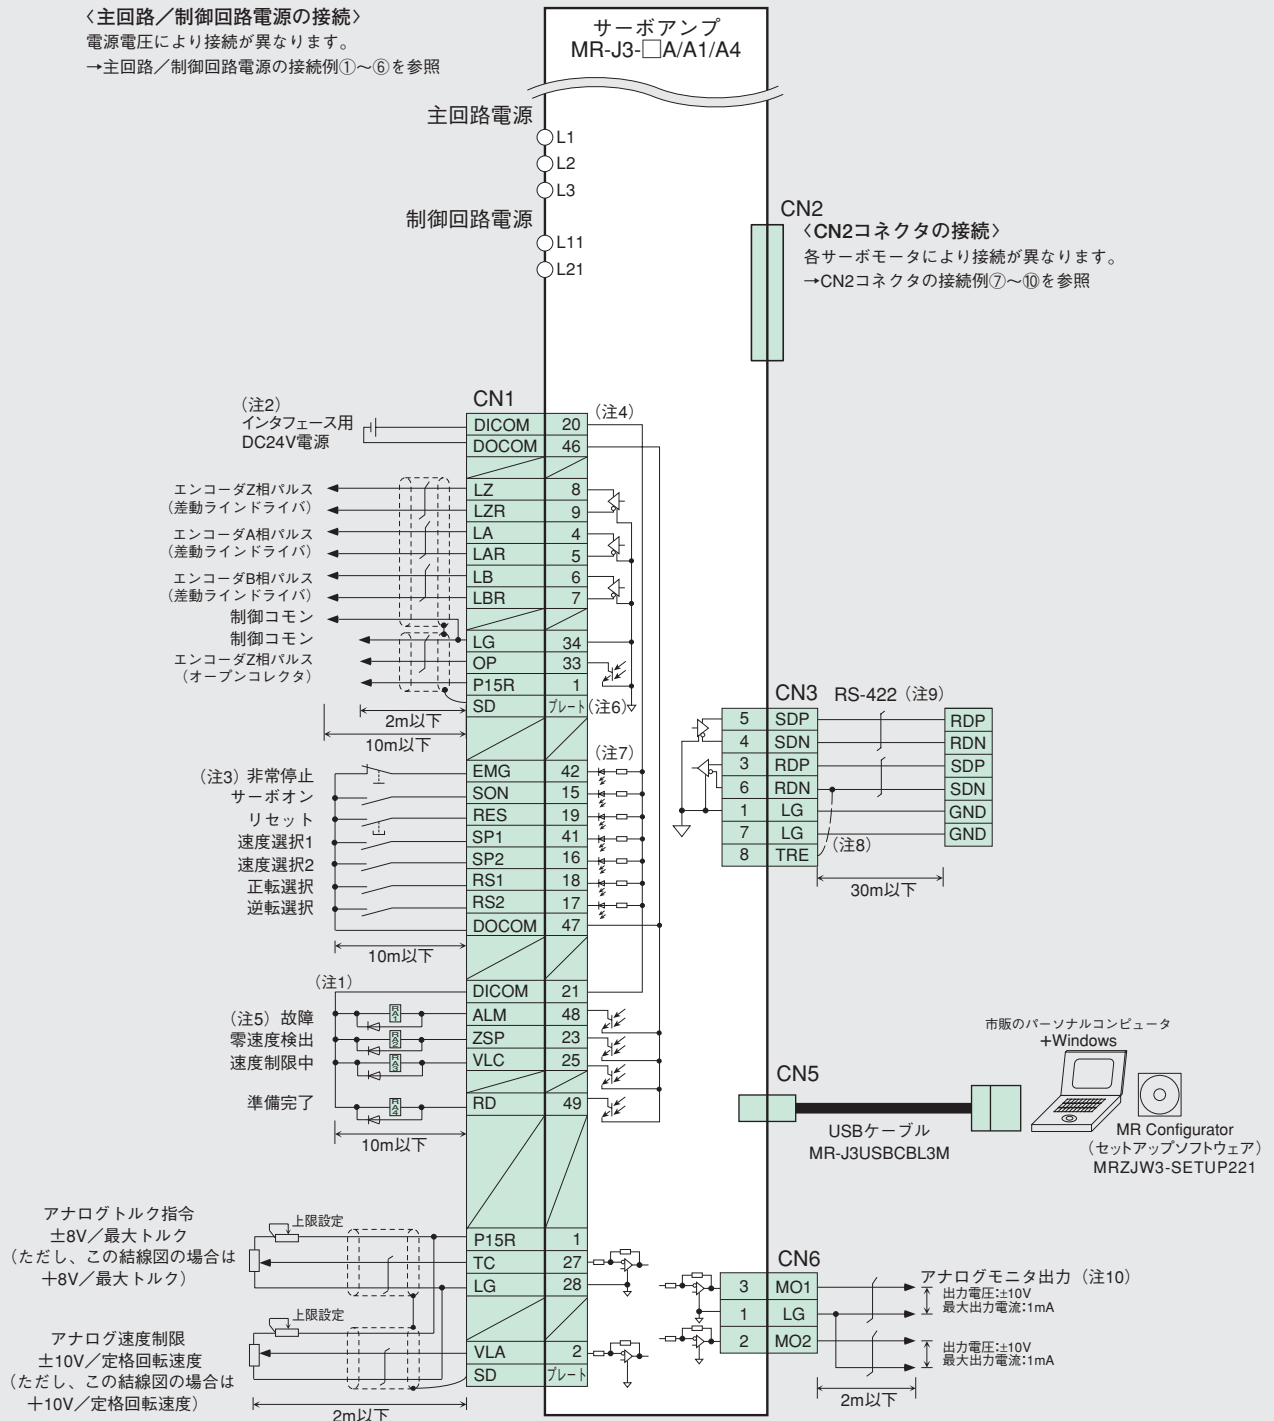 〈主回路／制御回路電源の接続〉
電源電圧により接続が異なります。
→主回路／制御回路電源の接続例①～⑥を参照
サーボアンプ
MR-J3-□A/A1/A4
主回路電源
L1
L2
L3
制御回路電源
L11
L21
CN2
〈CN2コネクタの接続〉
各サーボモータにより接続が異なります。
→CN2コネクタの接続例⑦～⑩を参照
CN1
（注2）
インタフェース用
DC24V電源
DICOM 20 （注4）
DOCOM 46
エンコーダZ相パルス
（差動ラインドライバ）
LZ 8
LZR 9
エンコーダA相パルス
（差動ラインドライバ）
LA 4
LAR 5
エンコーダB相パルス
（差動ラインドライバ）
LB 6
LBR 7
制御コモン
制御コモン
LG 34
エンコーダZ相パルス
（オープンコレクタ）
OP 33
P15R 1
SD プレート （注6）
2m以下
10m以下
（注7）
（注3）非常停止 EMG 42
サーボオン SON 15
リセット RES 19
速度選択1 SP1 41
速度選択2 SP2 16
正転選択 RS1 18
逆転選択 RS2 17
DOCOM 47
10m以下
（注1）
DICOM 21
（注5）故障 RA1 ALM 48
零速度検出 RA2 ZSP 23
速度制限中 RA3 VLC 25
準備完了 RA4 RD 49
10m以下
アナログトルク指令
±8V／最大トルク
（ただし、この結線図の場合は
＋8V／最大トルク）
上限設定
P15R 1
TC 27
LG 28
上限設定
アナログ速度制限
±10V／定格回転速度
（ただし、この結線図の場合は
＋10V／定格回転速度）
VLA 2
SD プレート
2m以下
CN3 RS-422（注9）
5 SDP RDP
4 SDN RDN
3 RDP SDP
6 RDN SDN
1 LG GND
7 LG GND
8 TRE （注8）
30m以下
市販のパーソナルコンピュータ
+Windows
CN5
USBケーブル
MR-J3USBCBL3M
MR Configurator
（セットアップソフトウェア）
MRZJW3-SETUP221
CN6
3 MO1
1 LG
2 MO2
アナログモニタ出力（注10）
出力電圧:±10V
最大出力電流:1mA
出力電圧:±10V
最大出力電流:1mA
2m以下